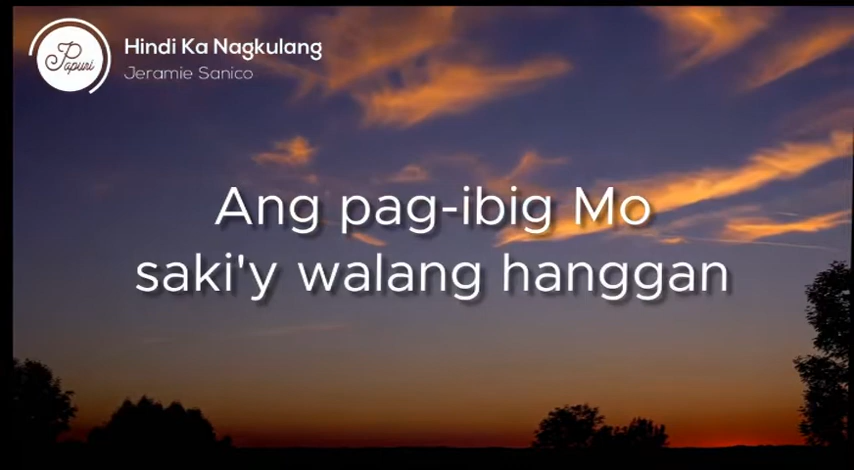 Papuri
Hindi Ka Nagkulang
Jeramie Sanico
Ang pag-ibig Mo
saki'y walang hanggan